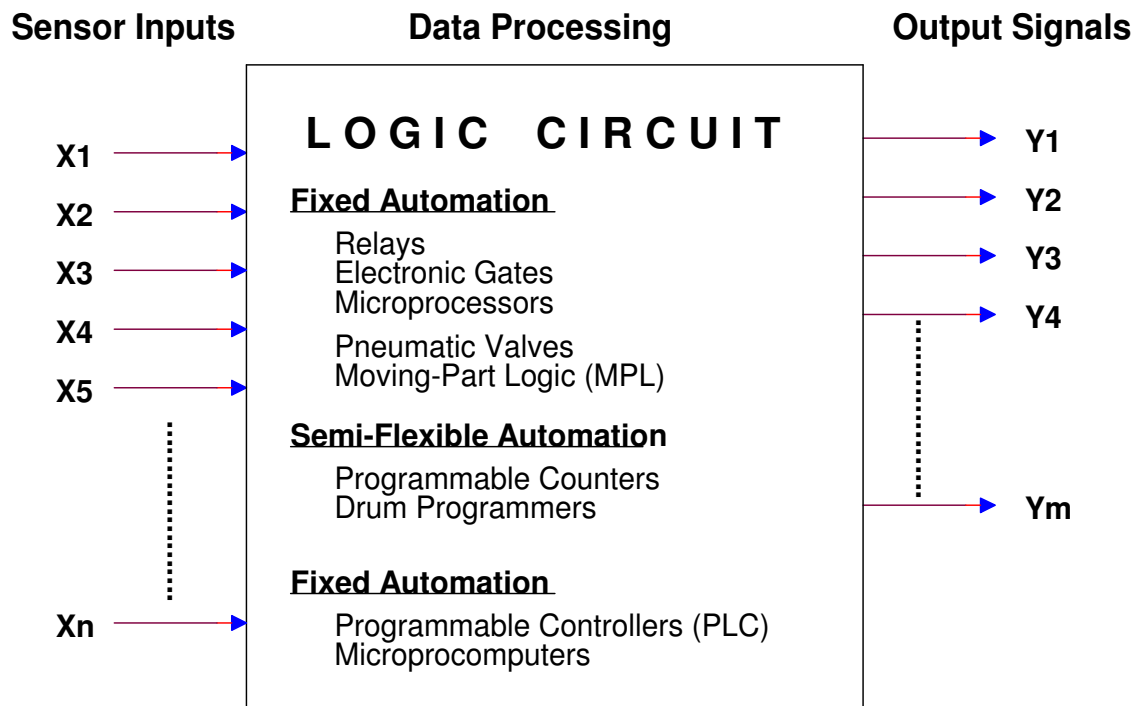 Sensor Inputs
Data Processing
Output Signals
LOGIC CIRCUIT
X1
X2
X3
X4
X5
Xn
Fixed Automation
Relays
Electronic Gates
Microprocessors
Pneumatic Valves
Moving-Part Logic (MPL)
Semi-Flexible Automation
Programmable Counters
Drum Programmers
Fixed Automation
Programmable Controllers (PLC)
Microprocomputers
Y1
Y2
Y3
Y4
Ym